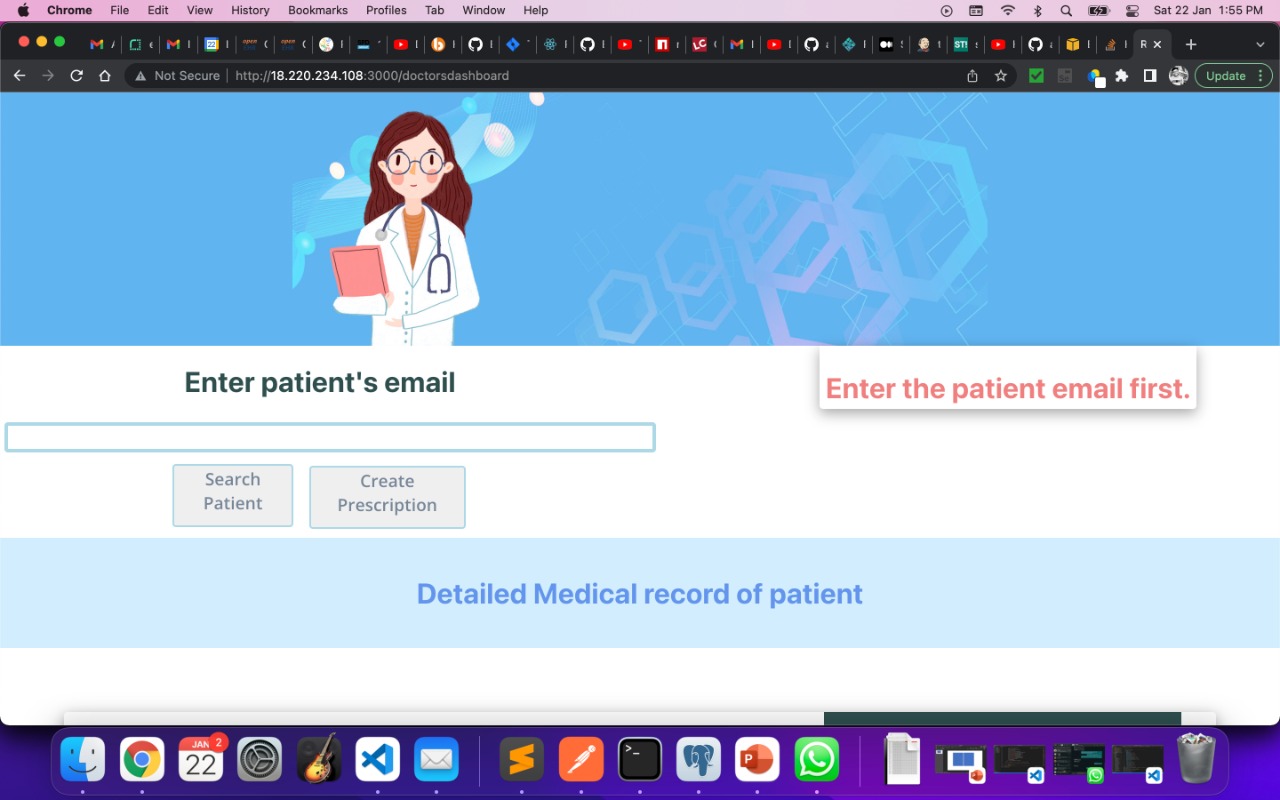 Chrome File Edit View History Bookmarks Profiles Tab Window Help Sat 22 Jan 1:55 PM
Not Secure http://18.220.234.108:3000/doctorsdashboard Update
Enter patient's email
Enter the patient email first.
Search
Patient
Create
Prescription
Detailed Medical record of patient
JAN 2
22